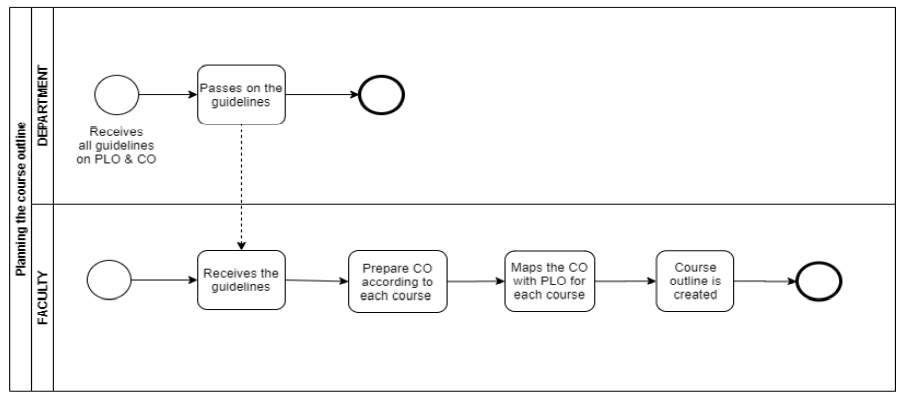 Planning the course outline
DEPARTMENT
Passes on the
guidelines
Receives
all guidelines
on PLO & CO
FACULTY
Receives the
guidelines
Prepare CO
according to
each course
Maps the CO
with PLO for
each course
Course
outline is
created